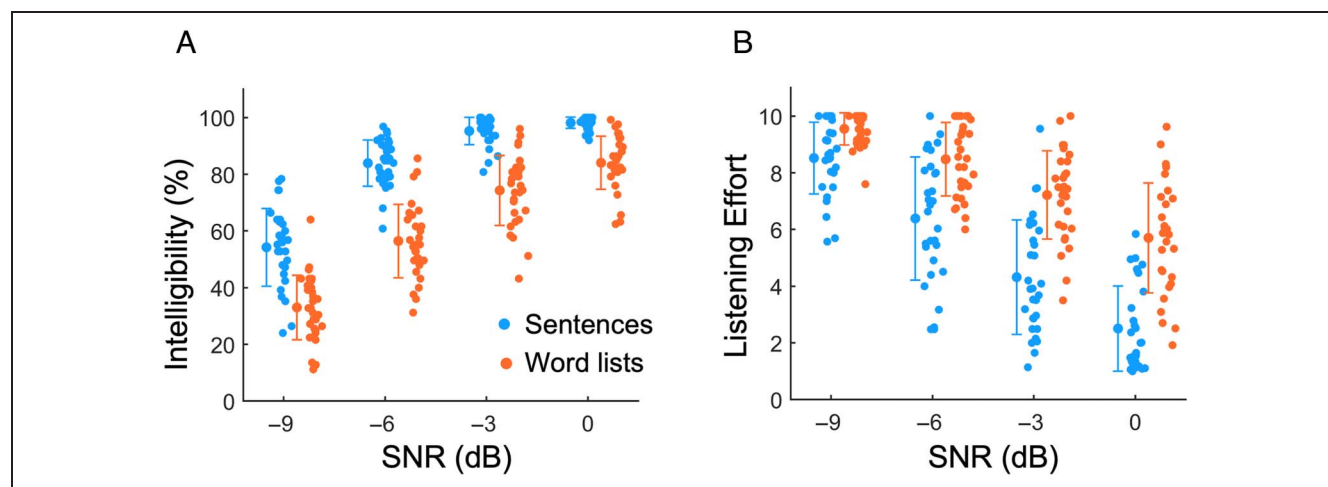 A
B
Intelligibility (%)
100
80
60
40
20
0
–9
–6
–3
0
SNR (dB)
Sentences
Word lists
Listening Effort
10
8
6
4
2
0
–9
–6
–3
0
SNR (dB)